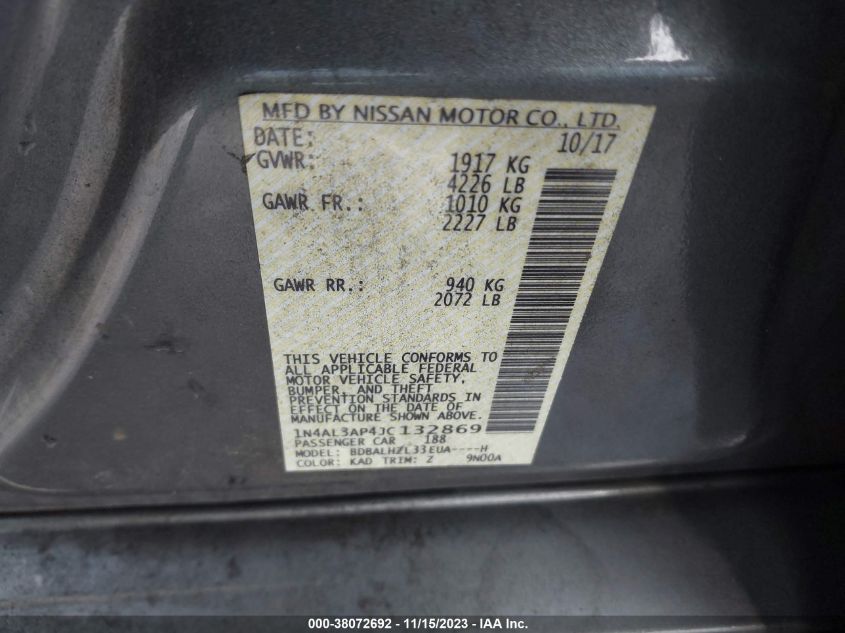 MFD BY NISSAN MOTOR CO., LTD.
DATE: 10/17
GVWR: 1917 KG
4226 LB
GAWR FR.: 1010 KG
2227 LB
GAWR RR.: 940 KG
2072 LB
THIS VEHICLE CONFORMS TO
ALL APPLICABLE FEDERAL
MOTOR VEHICLE SAFETY,
BUMPER, AND THEFT
PREVENTION STANDARDS IN
EFFECT ON THE DATE OF
MANUFACTURE SHOWN ABOVE.
1N4AL3AP4JC132869
PASSENGER CAR 188
MODEL: BDBALHZL33EUA----H
COLOR: KAD TRIM: Z 9N00A
000-38072692 - 11/15/2023 - IAAI.com